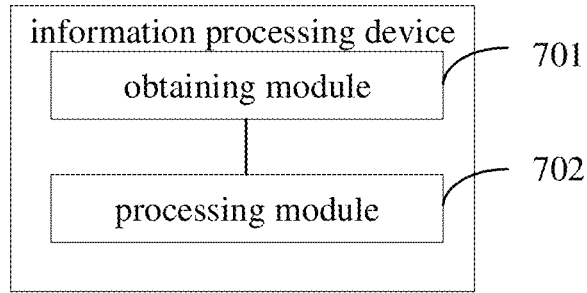 information processing device
701
obtaining module
702
processing module